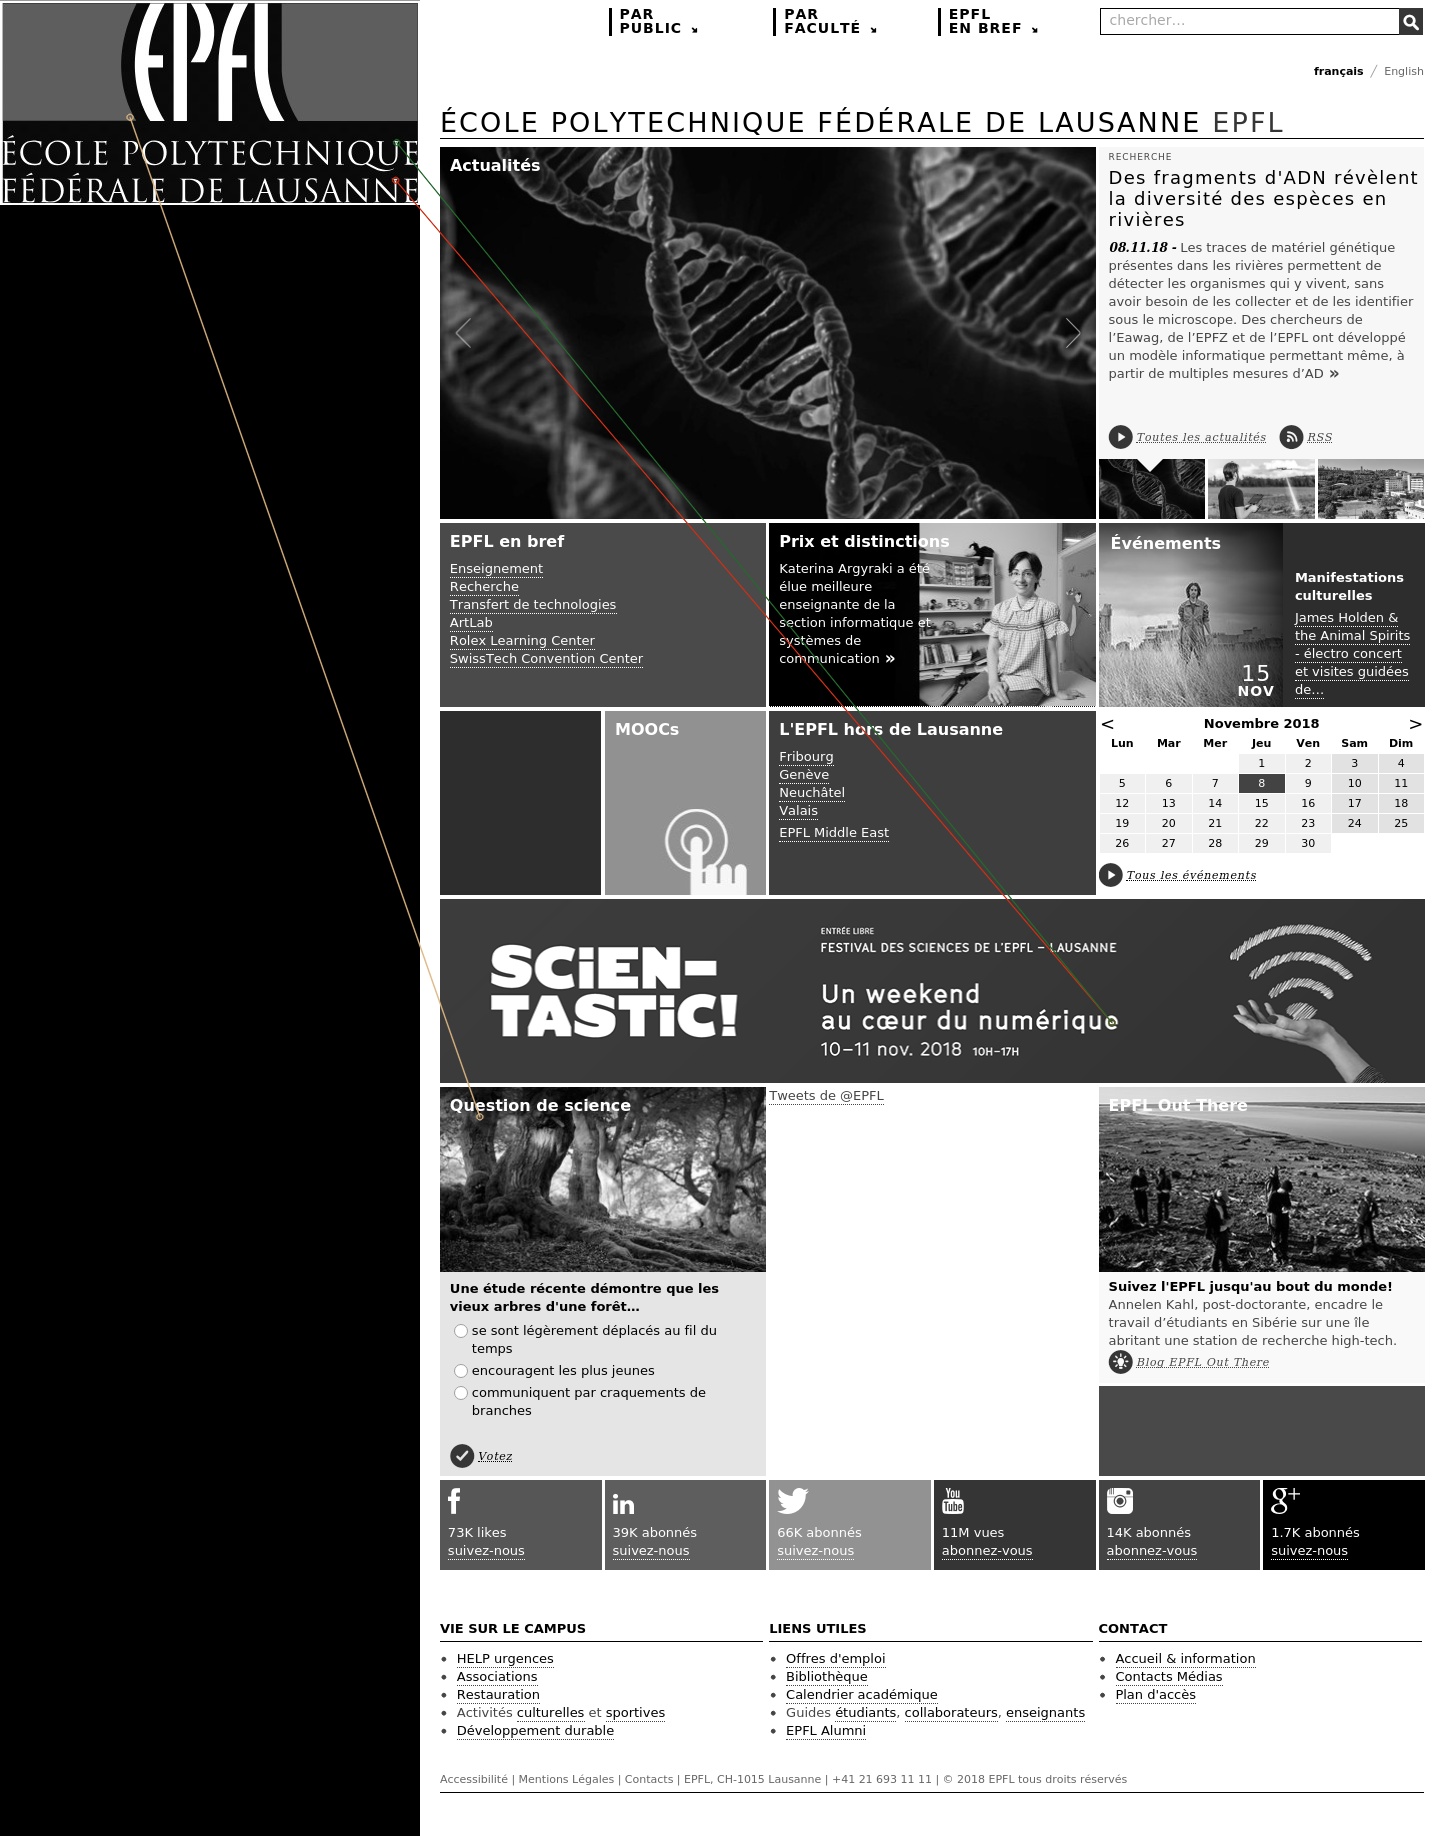 EPFL
ÉCOLE POLYTECHNIQUE
FÉDÉRALE DE LAUSANNE
PAR
PUBLIC
PAR
FACULTÉ
EPFL
EN BREF
chercher...
français / English
ÉCOLE POLYTECHNIQUE FÉDÉRALE DE LAUSANNE EPFL
Actualités
RECHERCHE
Des fragments d'ADN révèlent
la diversité des espèces en
rivières
08.11.18 - Les traces de matériel génétique
présentes dans les rivières permettent de
détecter les organismes qui y vivent, sans
avoir besoin de les collecter et de les identifier
sous le microscope. Des chercheurs de
l’Eawag, de l’EPFZ et de l’EPFL ont développé
un modèle informatique permettant même, à
partir de multiples mesures d’AD »
Toutes les actualités RSS
EPFL en bref
Enseignement
Recherche
Transfert de technologies
ArtLab
Rolex Learning Center
SwissTech Convention Center
Prix et distinctions
Katerina Argyraki a été
élue meilleure
enseignante de la
section informatique et
systèmes de
communication »
Événements
15
NOV
Manifestations
culturelles
James Holden &
the Animal Spirits
- électro concert
et visites guidées
de...
MOOCs
L'EPFL hors de Lausanne
Fribourg
Genève
Neuchâtel
Valais
EPFL Middle East
< Novembre 2018 >
Lun Mar Mer Jeu Ven Sam Dim
1 2 3 4
5 6 7 8 9 10 11
12 13 14 15 16 17 18
19 20 21 22 23 24 25
26 27 28 29 30
Tous les événements
SCiEN-
TASTiC!
ENTRÉE LIBRE
FESTIVAL DES SCIENCES DE L’EPFL – LAUSANNE
Un weekend
au cœur du numérique
10–11 nov. 2018 10H–17H
Question de science
Une étude récente démontre que les
vieux arbres d'une forêt…
se sont légèrement déplacés au fil du
temps
encouragent les plus jeunes
communiquent par craquements de
branches
Votez
Tweets de @EPFL
EPFL Out There
Suivez l'EPFL jusqu'au bout du monde!
Annelen Kahl, post-doctorante, encadre le
travail d’étudiants en Sibérie sur une île
abritant une station de recherche high-tech.
Blog EPFL Out There
f
73K likes
suivez-nous
in
39K abonnés
suivez-nous
66K abonnés
suivez-nous
You
Tube
11M vues
abonnez-vous
14K abonnés
abonnez-vous
g+
1.7K abonnés
suivez-nous
VIE SUR LE CAMPUS
HELP urgences
Associations
Restauration
Activités culturelles et sportives
Développement durable
LIENS UTILES
Offres d'emploi
Bibliothèque
Calendrier académique
Guides étudiants, collaborateurs, enseignants
EPFL Alumni
CONTACT
Accueil & information
Contacts Médias
Plan d'accès
Accessibilité | Mentions Légales | Contacts | EPFL, CH-1015 Lausanne | +41 21 693 11 11 | © 2018 EPFL tous droits réservés